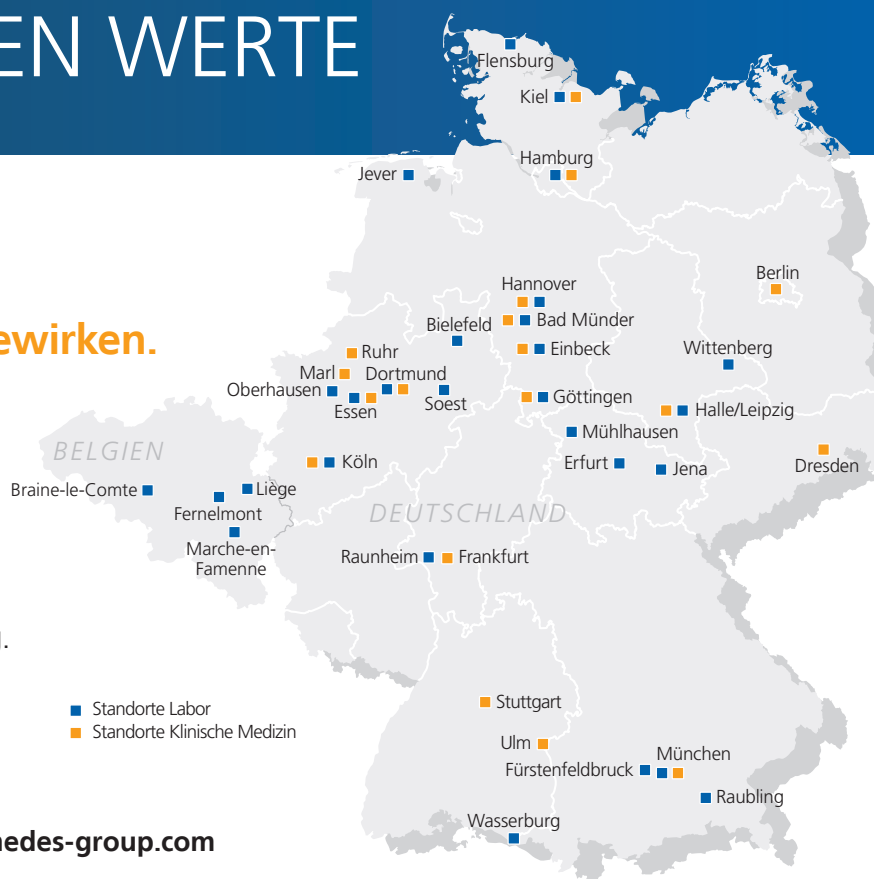 EN WERTE
Flensburg
Kiel
Hamburg
Jever
Berlin
Hannover
Bad Münder
Bielefeld
ewirken.
Ruhr
Einbeck
Wittenberg
Marl
Dortmund
Oberhausen
Essen
Soest
Göttingen
Halle/Leipzig
Mühlhausen
BELGIEN
Köln
Erfurt
Jena
Dresden
Braine-le-Comte
Liège
Fernelmont
DEUTSCHLAND
Marche-en-
Famenne
Raunheim
Frankfurt
Stuttgart
Standorte Labor
Standorte Klinische Medizin
Ulm
München
Fürstenfeldbruck
Raubling
Wasserburg
edes-group.com